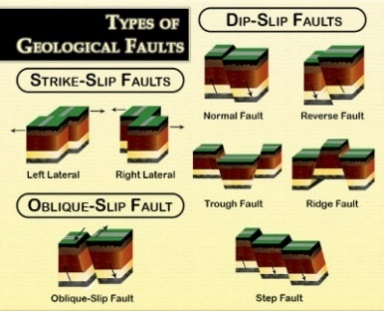 TYPES OF
GEOLOGICAL FAULTS
STRIKE-SLIP FAULTS
Left Lateral
Right Lateral
OBLIQUE-SLIP FAULT
Oblique-Slip Fault
DIP-SLIP FAULTS
Normal Fault
Reverse Fault
Trough Fault
Ridge Fault
Step Fault